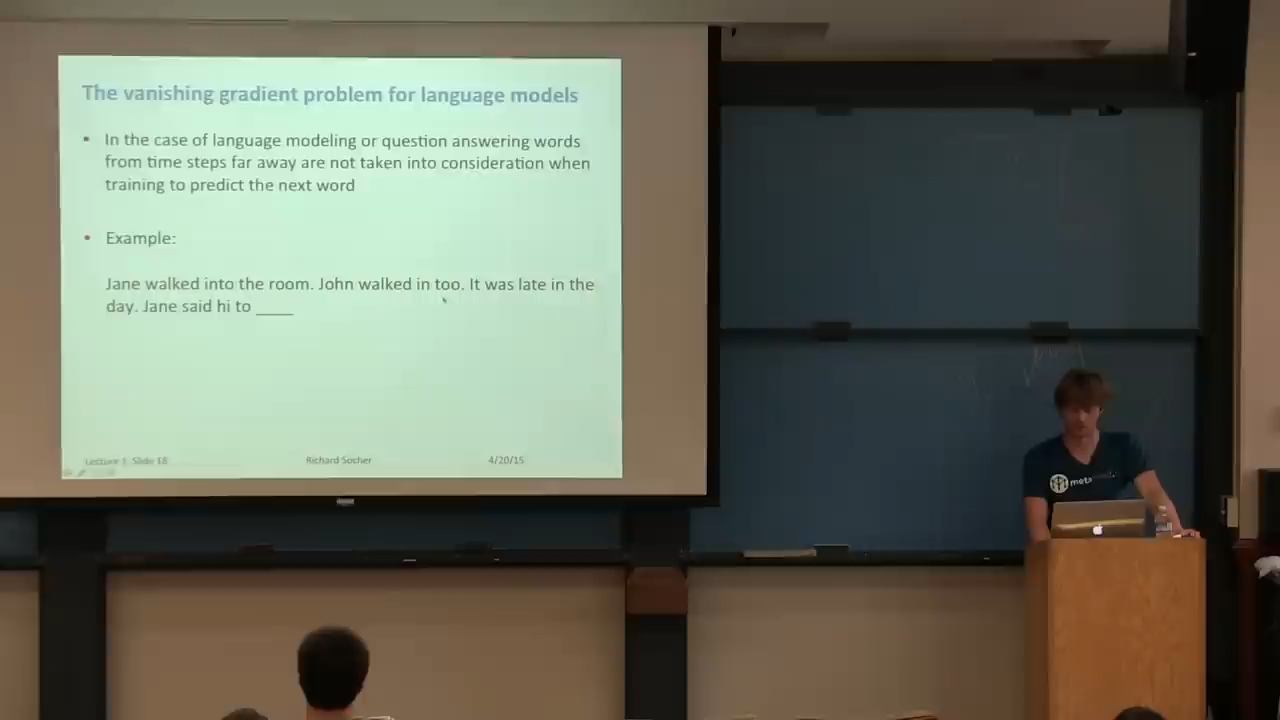 The vanishing gradient problem for language models
• In the case of language modeling or question answering words
from time steps far away are not taken into consideration when
training to predict the next word
• Example:
Jane walked into the room. John walked in too. It was late in the
day. Jane said hi to ____
Lecture 1, Slide 18
Richard Socher
4/20/15
meta